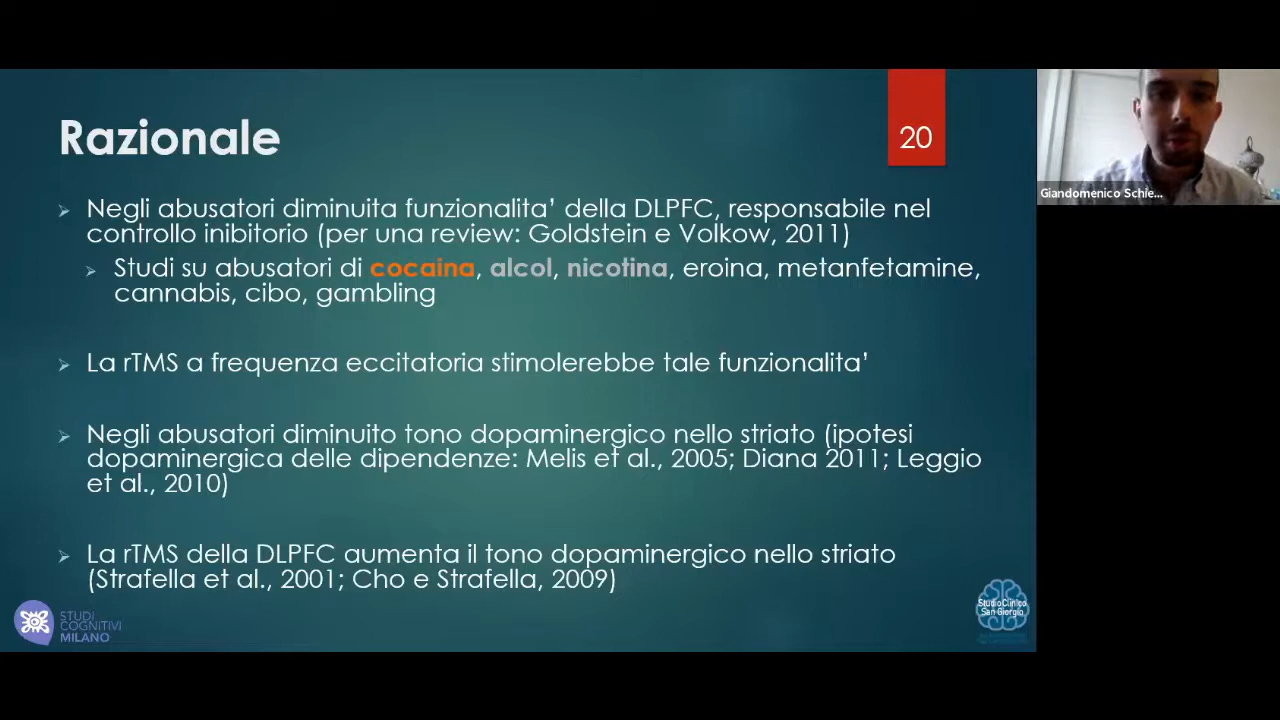 Razionale
20
Giandomenico Schie...
Negli abusatori diminuita funzionalita' della DLPFC, responsabile nel
controllo inibitorio (per una review: Goldstein e Volkow, 2011)
Studi su abusatori di cocaina, alcol, nicotina, eroina, metanfetamine,
cannabis, cibo, gambling
La rTMS a frequenza eccitatoria stimolerebbe tale funzionalita'
Negli abusatori diminuito tono dopaminergico nello striato (ipotesi
dopaminergica delle dipendenze: Melis et al., 2005; Diana 2011; Leggio
et al., 2010)
La rTMS della DLPFC aumenta il tono dopaminergico nello striato
(Strafella et al., 2001; Cho e Strafella, 2009)
STUDI
COGNITIVI
MILANO
StudioClinico
San Giorgio